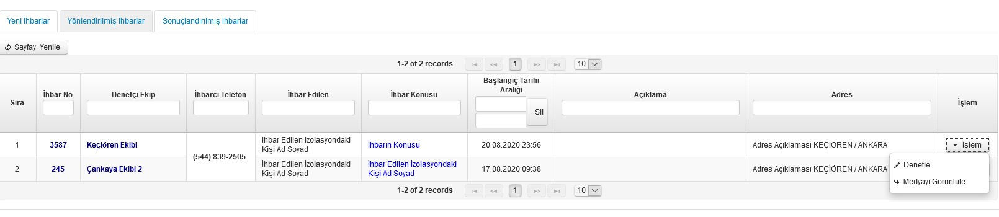 Yeni İhbarlar Yönlendirilmiş İhbarlar Sonuçlandırılmış İhbarlar
Sayfayı Yenile
1-2 of 2 records 1 10
Sıra İhbar No Denetçi Ekip İhbarcı Telefon İhbar Edilen İhbar Konusu Başlangıç Tarihi Aralığı Sil Açıklama Adres İşlem
1 3587 Keçiören Ekibi (544) 839-2505 İhbar Edilen İzolasyondaki Kişi Ad Soyad İhbarın Konusu 20.08.2020 23:56 Adres Açıklaması KEÇİÖREN / ANKARA İşlem
2 245 Çankaya Ekibi 2 İhbar Edilen İzolasyondaki Kişi Ad Soyad İhbar Edilen İzolasyondaki Kişi Ad Soyad 17.08.2020 09:38 Adres Açıklaması KEÇİÖREN / ANKARA
Denetle
Medyayı Görüntüle
1-2 of 2 records 1 10